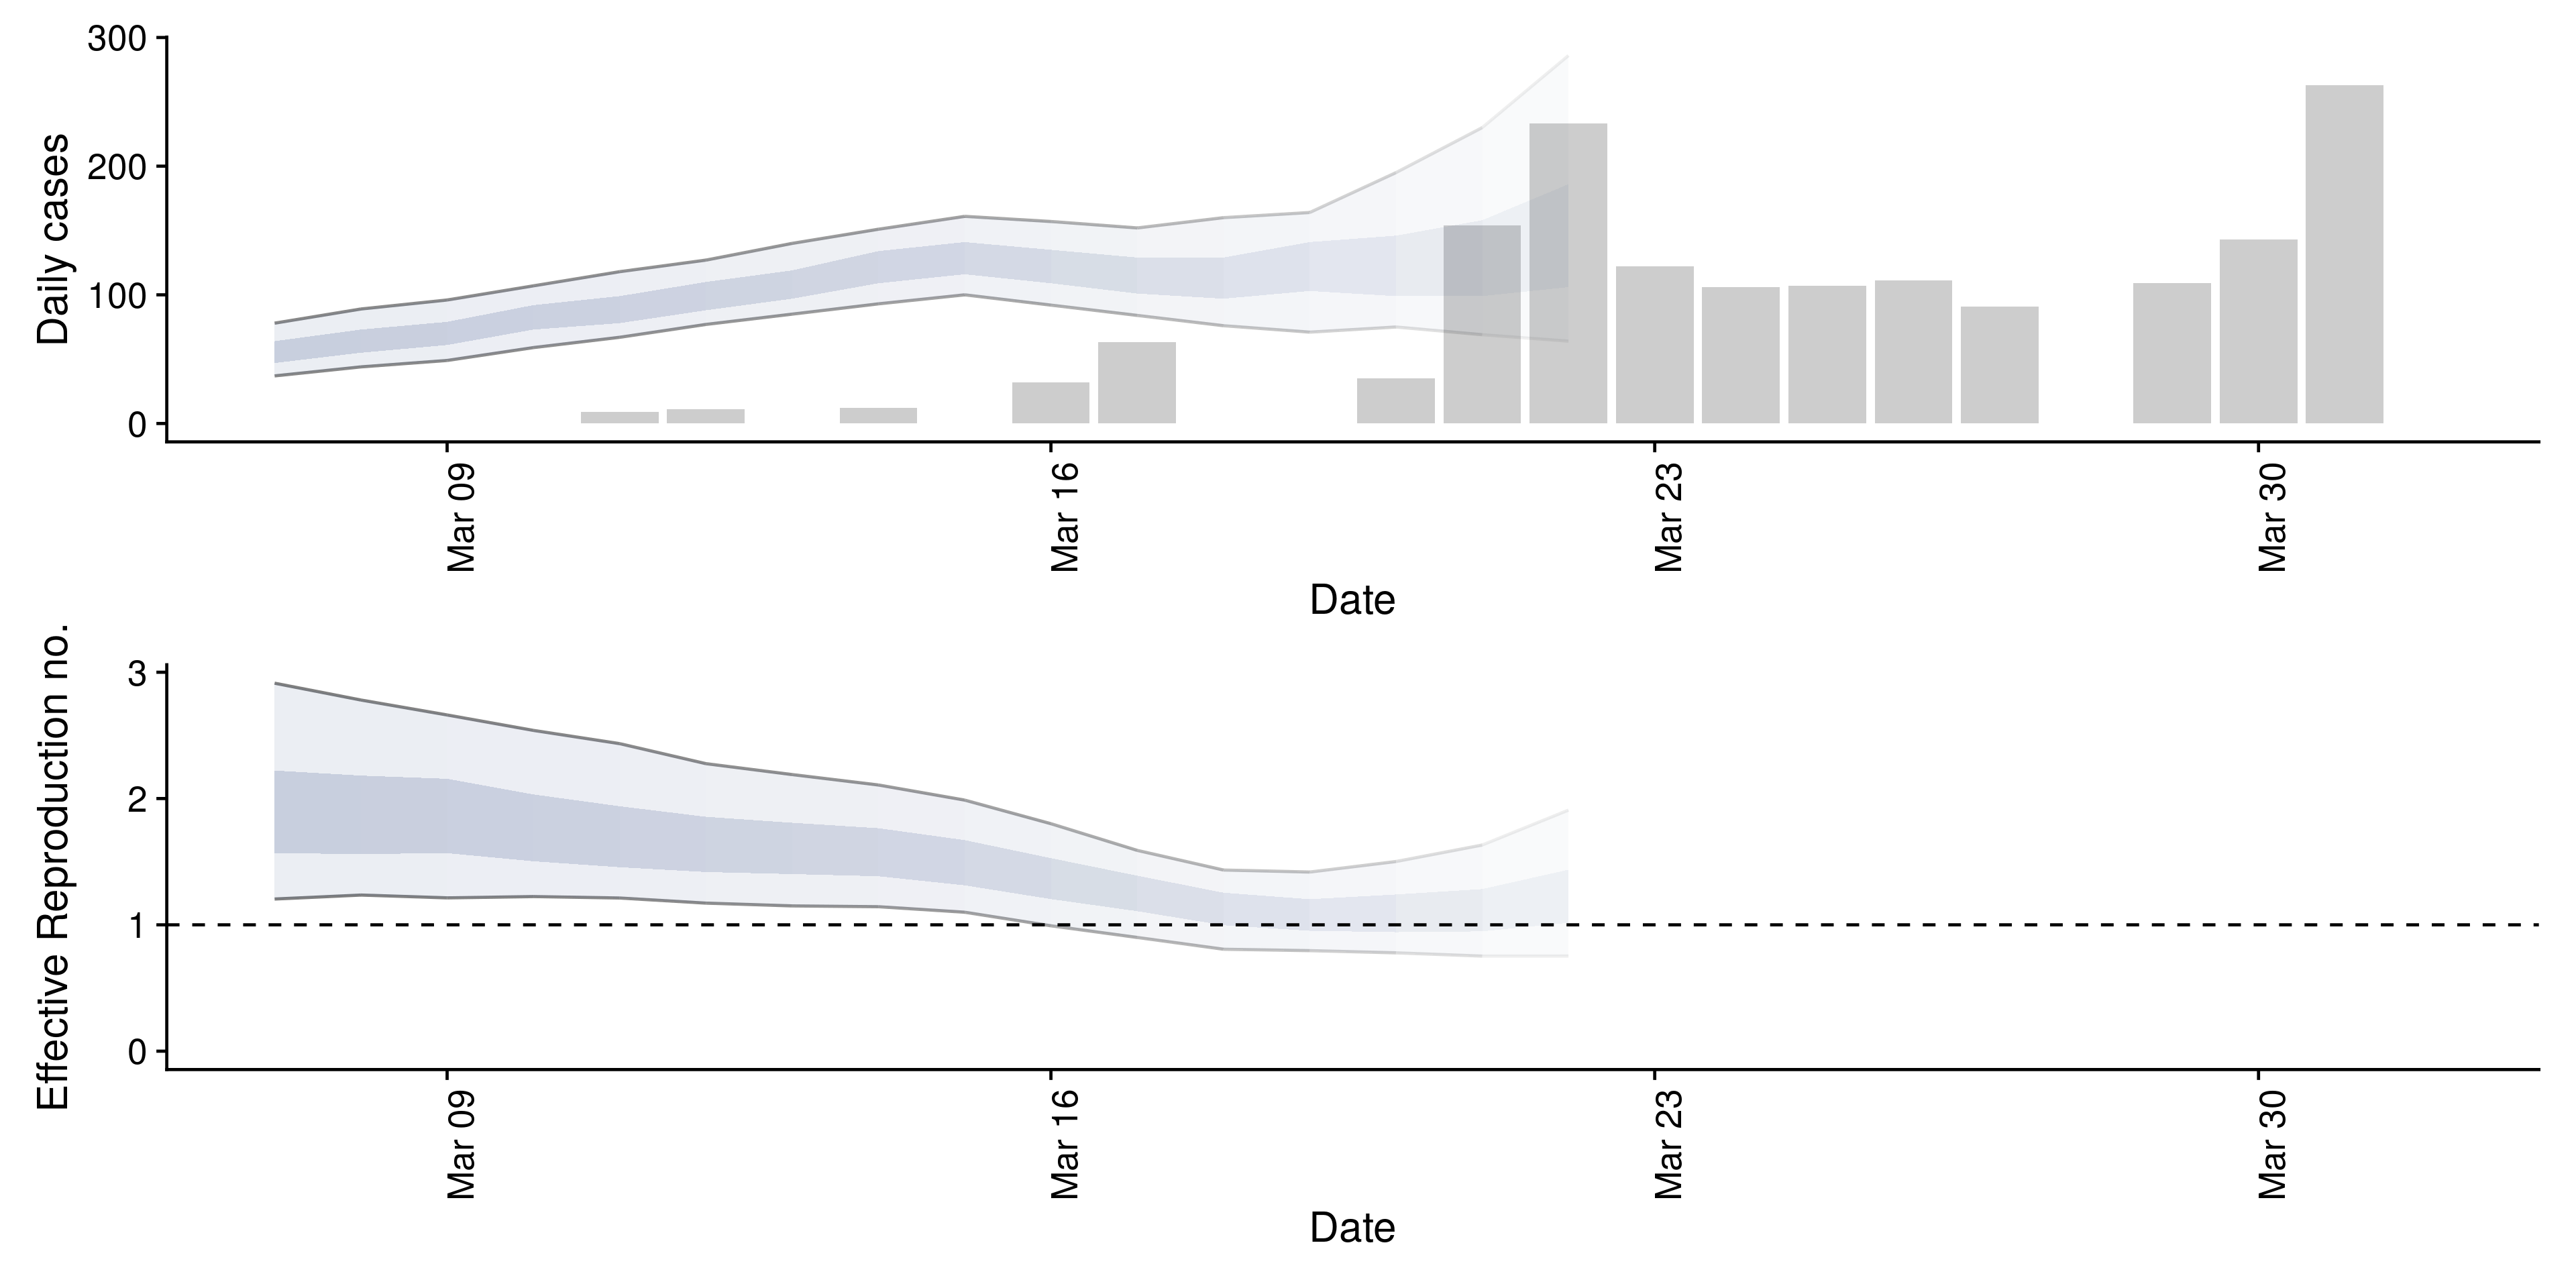 Daily cases
300
200
100
0
Mar 09
Mar 16
Mar 23
Mar 30
Date
Effective Reproduction no.
3
2
1
0
Mar 09
Mar 16
Mar 23
Mar 30
Date